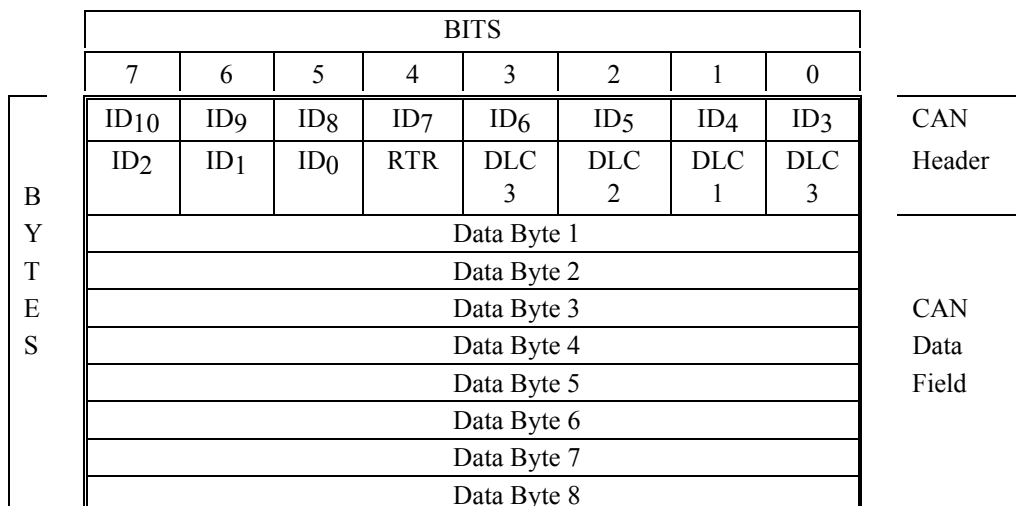 BITS
7 6 5 4 3 2 1 0
ID10 ID9 ID8 ID7 ID6 ID5 ID4 ID3 CAN
ID2 ID1 ID0 RTR DLC DLC DLC DLC Header
3 2 1 3
B
Y Data Byte 1
T Data Byte 2
E Data Byte 3 CAN
S Data Byte 4 Data
Data Byte 5 Field
Data Byte 6
Data Byte 7
Data Byte 8